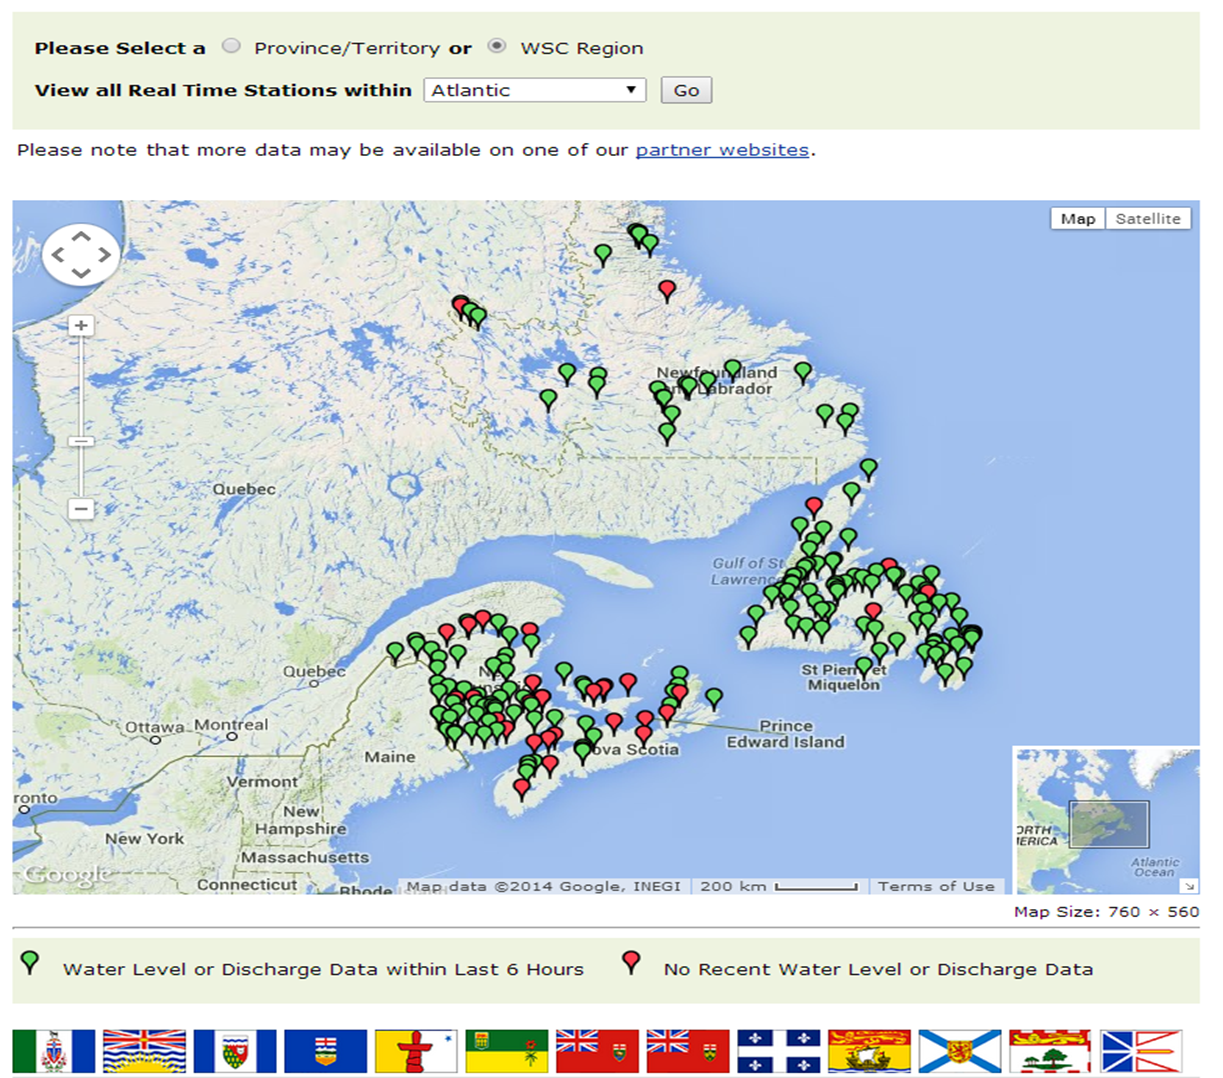 Please Select a Province/Territory or WSC Region
View all Real Time Stations within Atlantic Go
Please note that more data may be available on one of our partner websites.
Map Satellite
Newfoundland
and Labrador
Quebec
Gulf of St
Lawrence
Quebec
St Pierre et
Miquelon
Ottawa Montreal
Prince
Edward Island
Nova Scotia
Maine
Vermont
ronto
New
Hampshire
New York
Massachusetts
Connecticut
Rhode
Google
Map data ©2014 Google, INEGI 200 km Terms of Use
ORTH
MERICA
Atlantic
Ocean
Map Size: 760 × 560
Water Level or Discharge Data within Last 6 Hours No Recent Water Level or Discharge Data